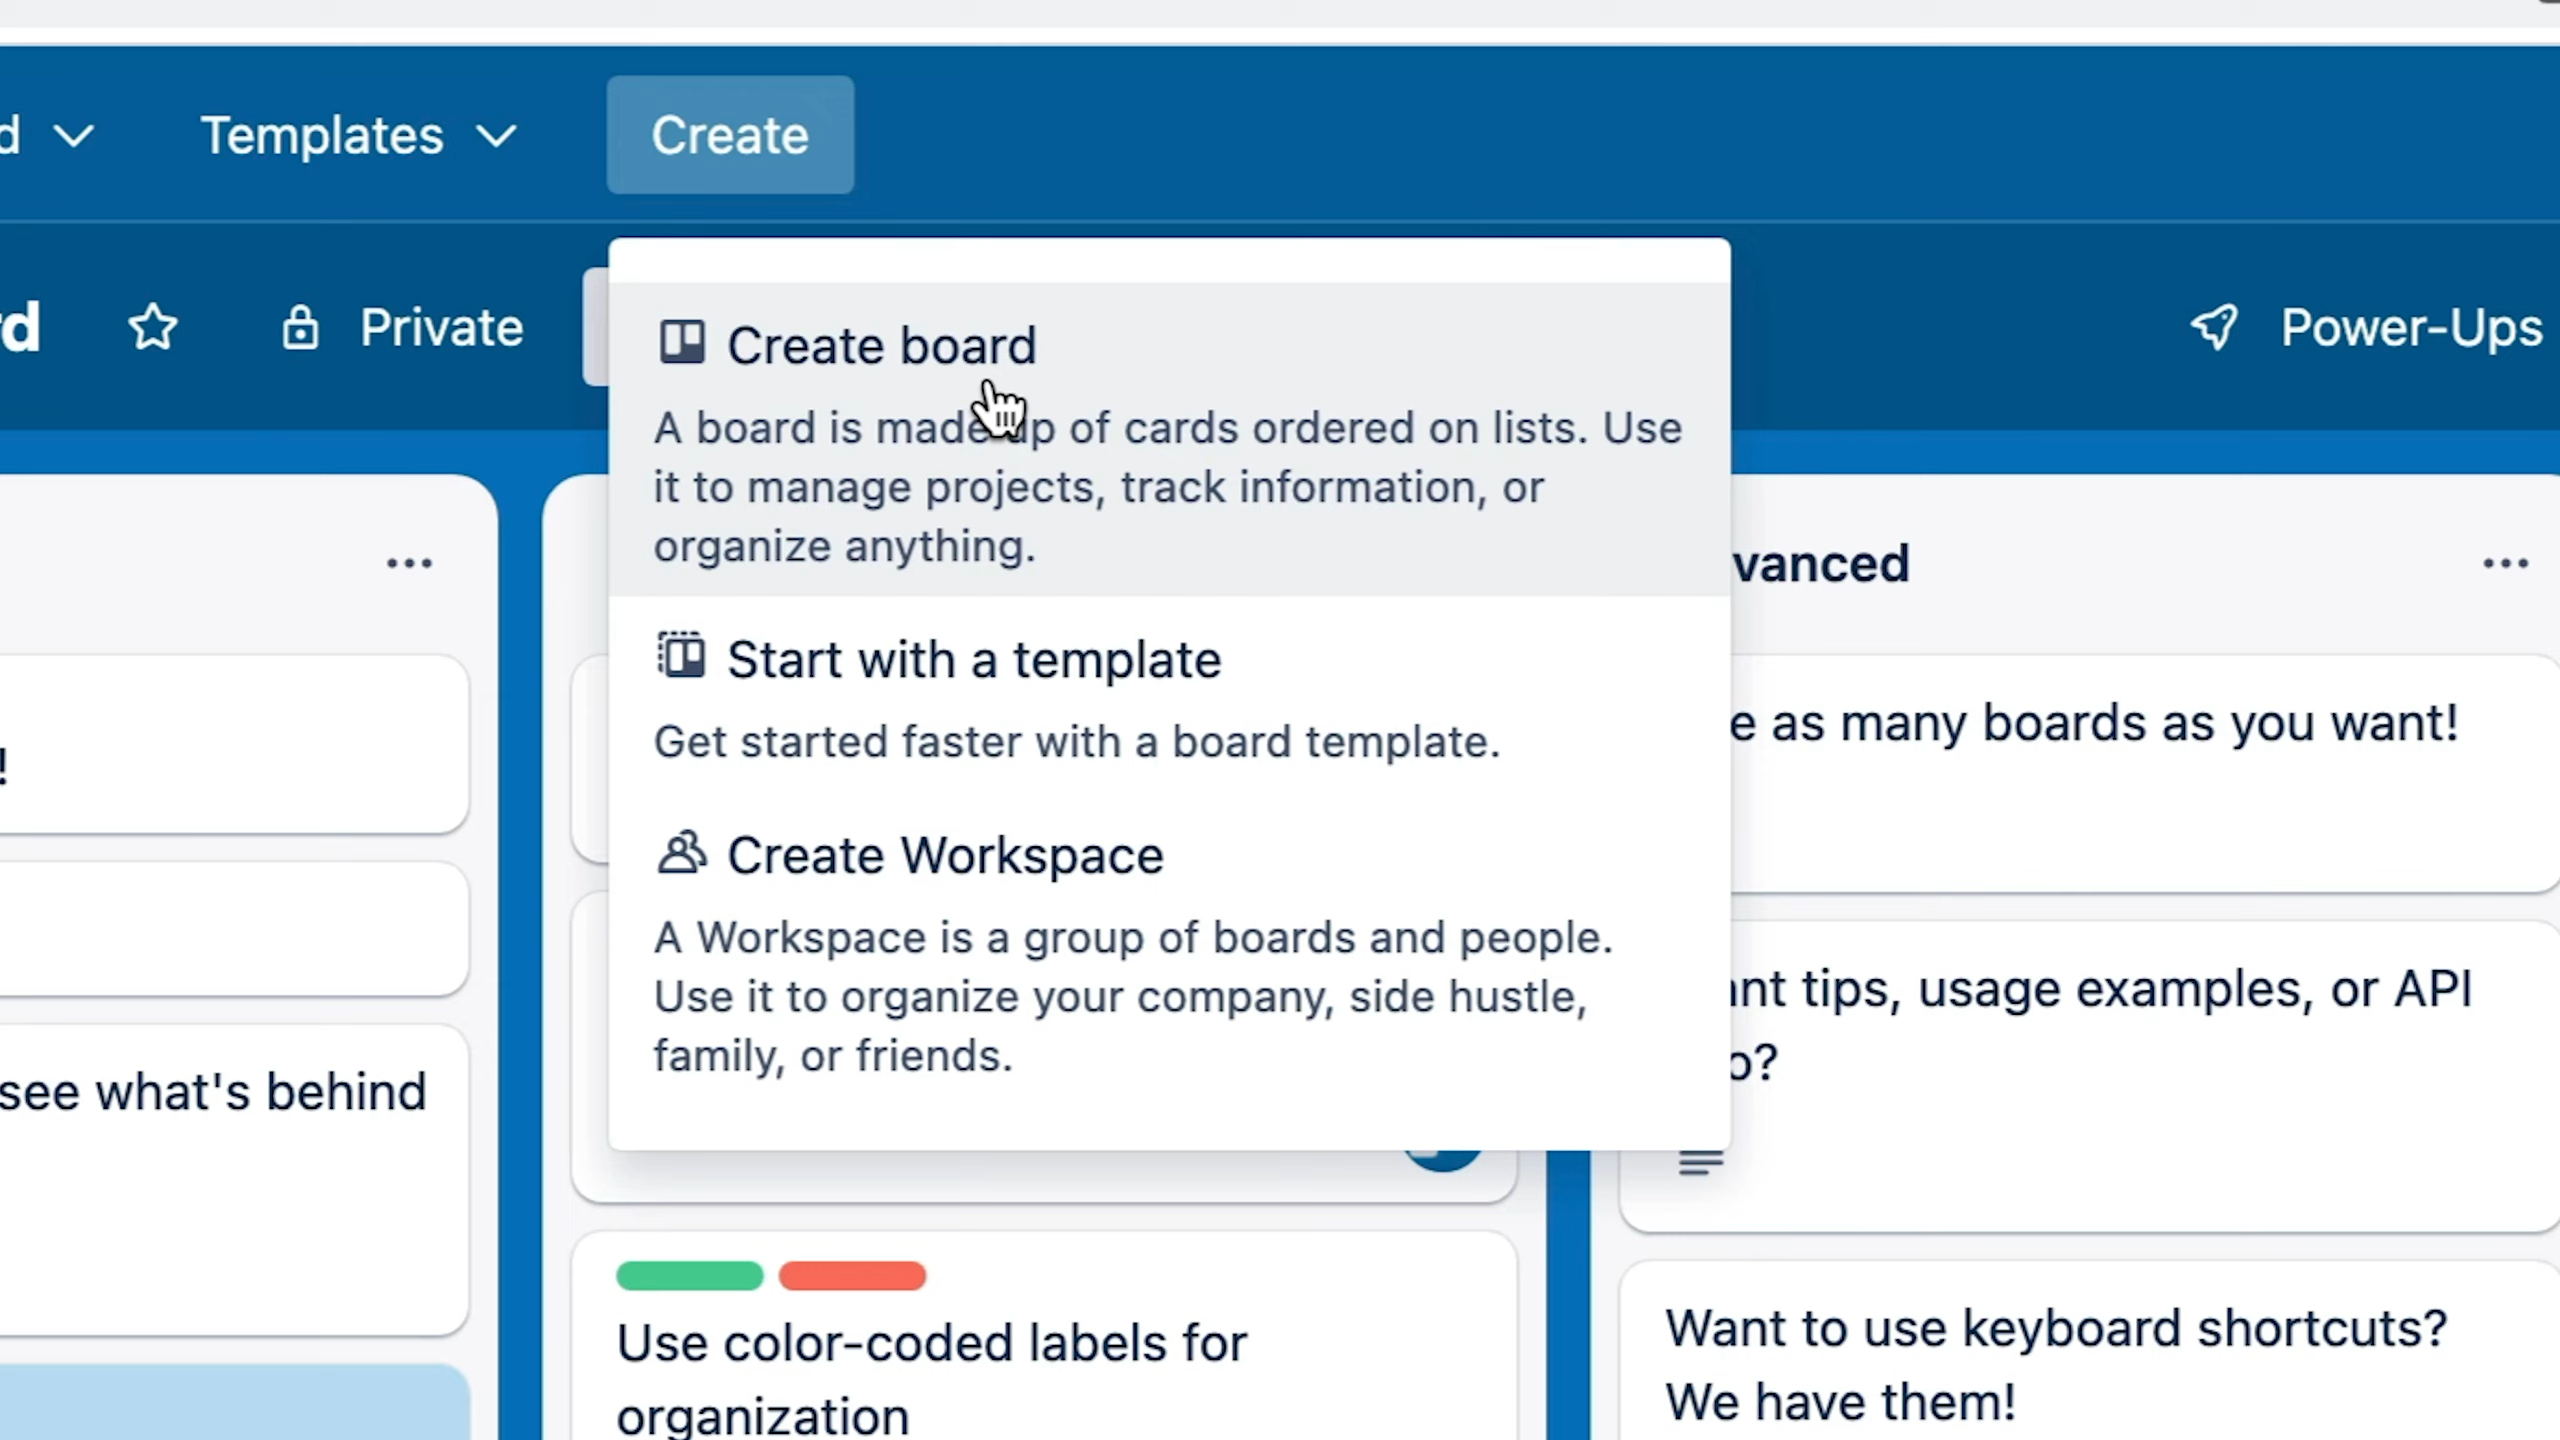 d Templates Create
rd Private Power-Ups
Create board
A board is made up of cards ordered on lists. Use
it to manage projects, track information, or
organize anything.
Start with a template
Get started faster with a board template.
Create Workspace
A Workspace is a group of boards and people.
Use it to organize your company, side hustle,
family, or friends.
!
see what's behind
Use color-coded labels for
organization
vanced
e as many boards as you want!
nt tips, usage examples, or API
o?
Want to use keyboard shortcuts?
We have them!